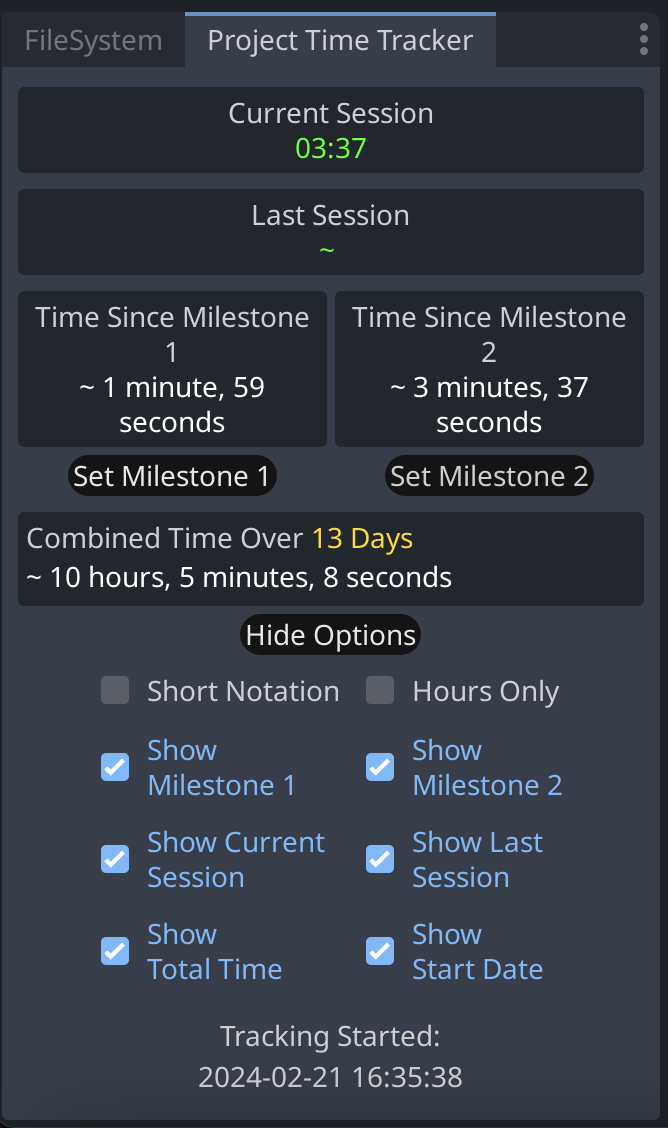 FileSystem
Project Time Tracker
Current Session
03:37
Last Session
~
Time Since Milestone
1
~ 1 minute, 59
seconds
Time Since Milestone
2
~ 3 minutes, 37
seconds
Set Milestone 1
Set Milestone 2
Combined Time Over 13 Days
~ 10 hours, 5 minutes, 8 seconds
Hide Options
Short Notation
Hours Only
Show
Milestone 1
Show
Milestone 2
Show Current
Session
Show Last
Session
Show
Total Time
Show
Start Date
Tracking Started:
2024-02-21 16:35:38